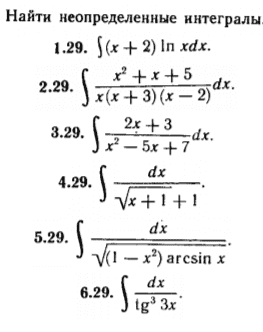 Найти неопределенные интегралы.
1.29. ∫(x + 2) ln xdx.
2.29. ∫ (x² + x + 5)/(x(x + 3)(x − 2)) dx.
3.29. ∫ (2x + 3)/(x² − 5x + 7) dx.
4.29. ∫ dx/(√(x + 1) + 1).
5.29. ∫ dx/√((1 − x²) arcsin x).
6.29. ∫ dx/tg³ 3x.